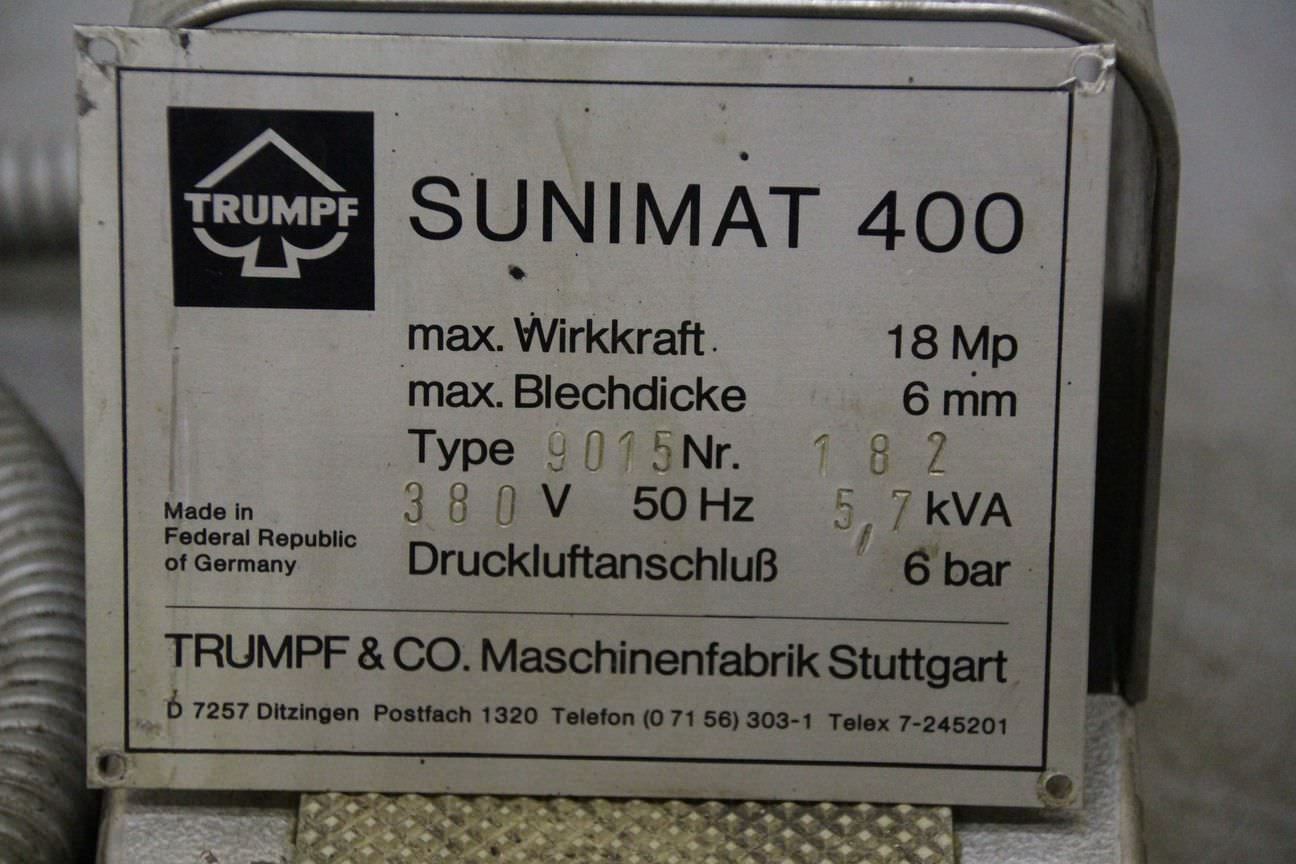 TRUMPF
SUNIMAT 400
max. Wirkkraft 18 Mp
max. Blechdicke 6 mm
Type 9015 Nr. 182
380 V 50 Hz 5,7 kVA
Druckluftanschluß 6 bar
Made in
Federal Republic
of Germany
TRUMPF & CO. Maschinenfabrik Stuttgart
D 7257 Ditzingen Postfach 1320 Telefon (0 71 56) 303-1 Telex 7-245201